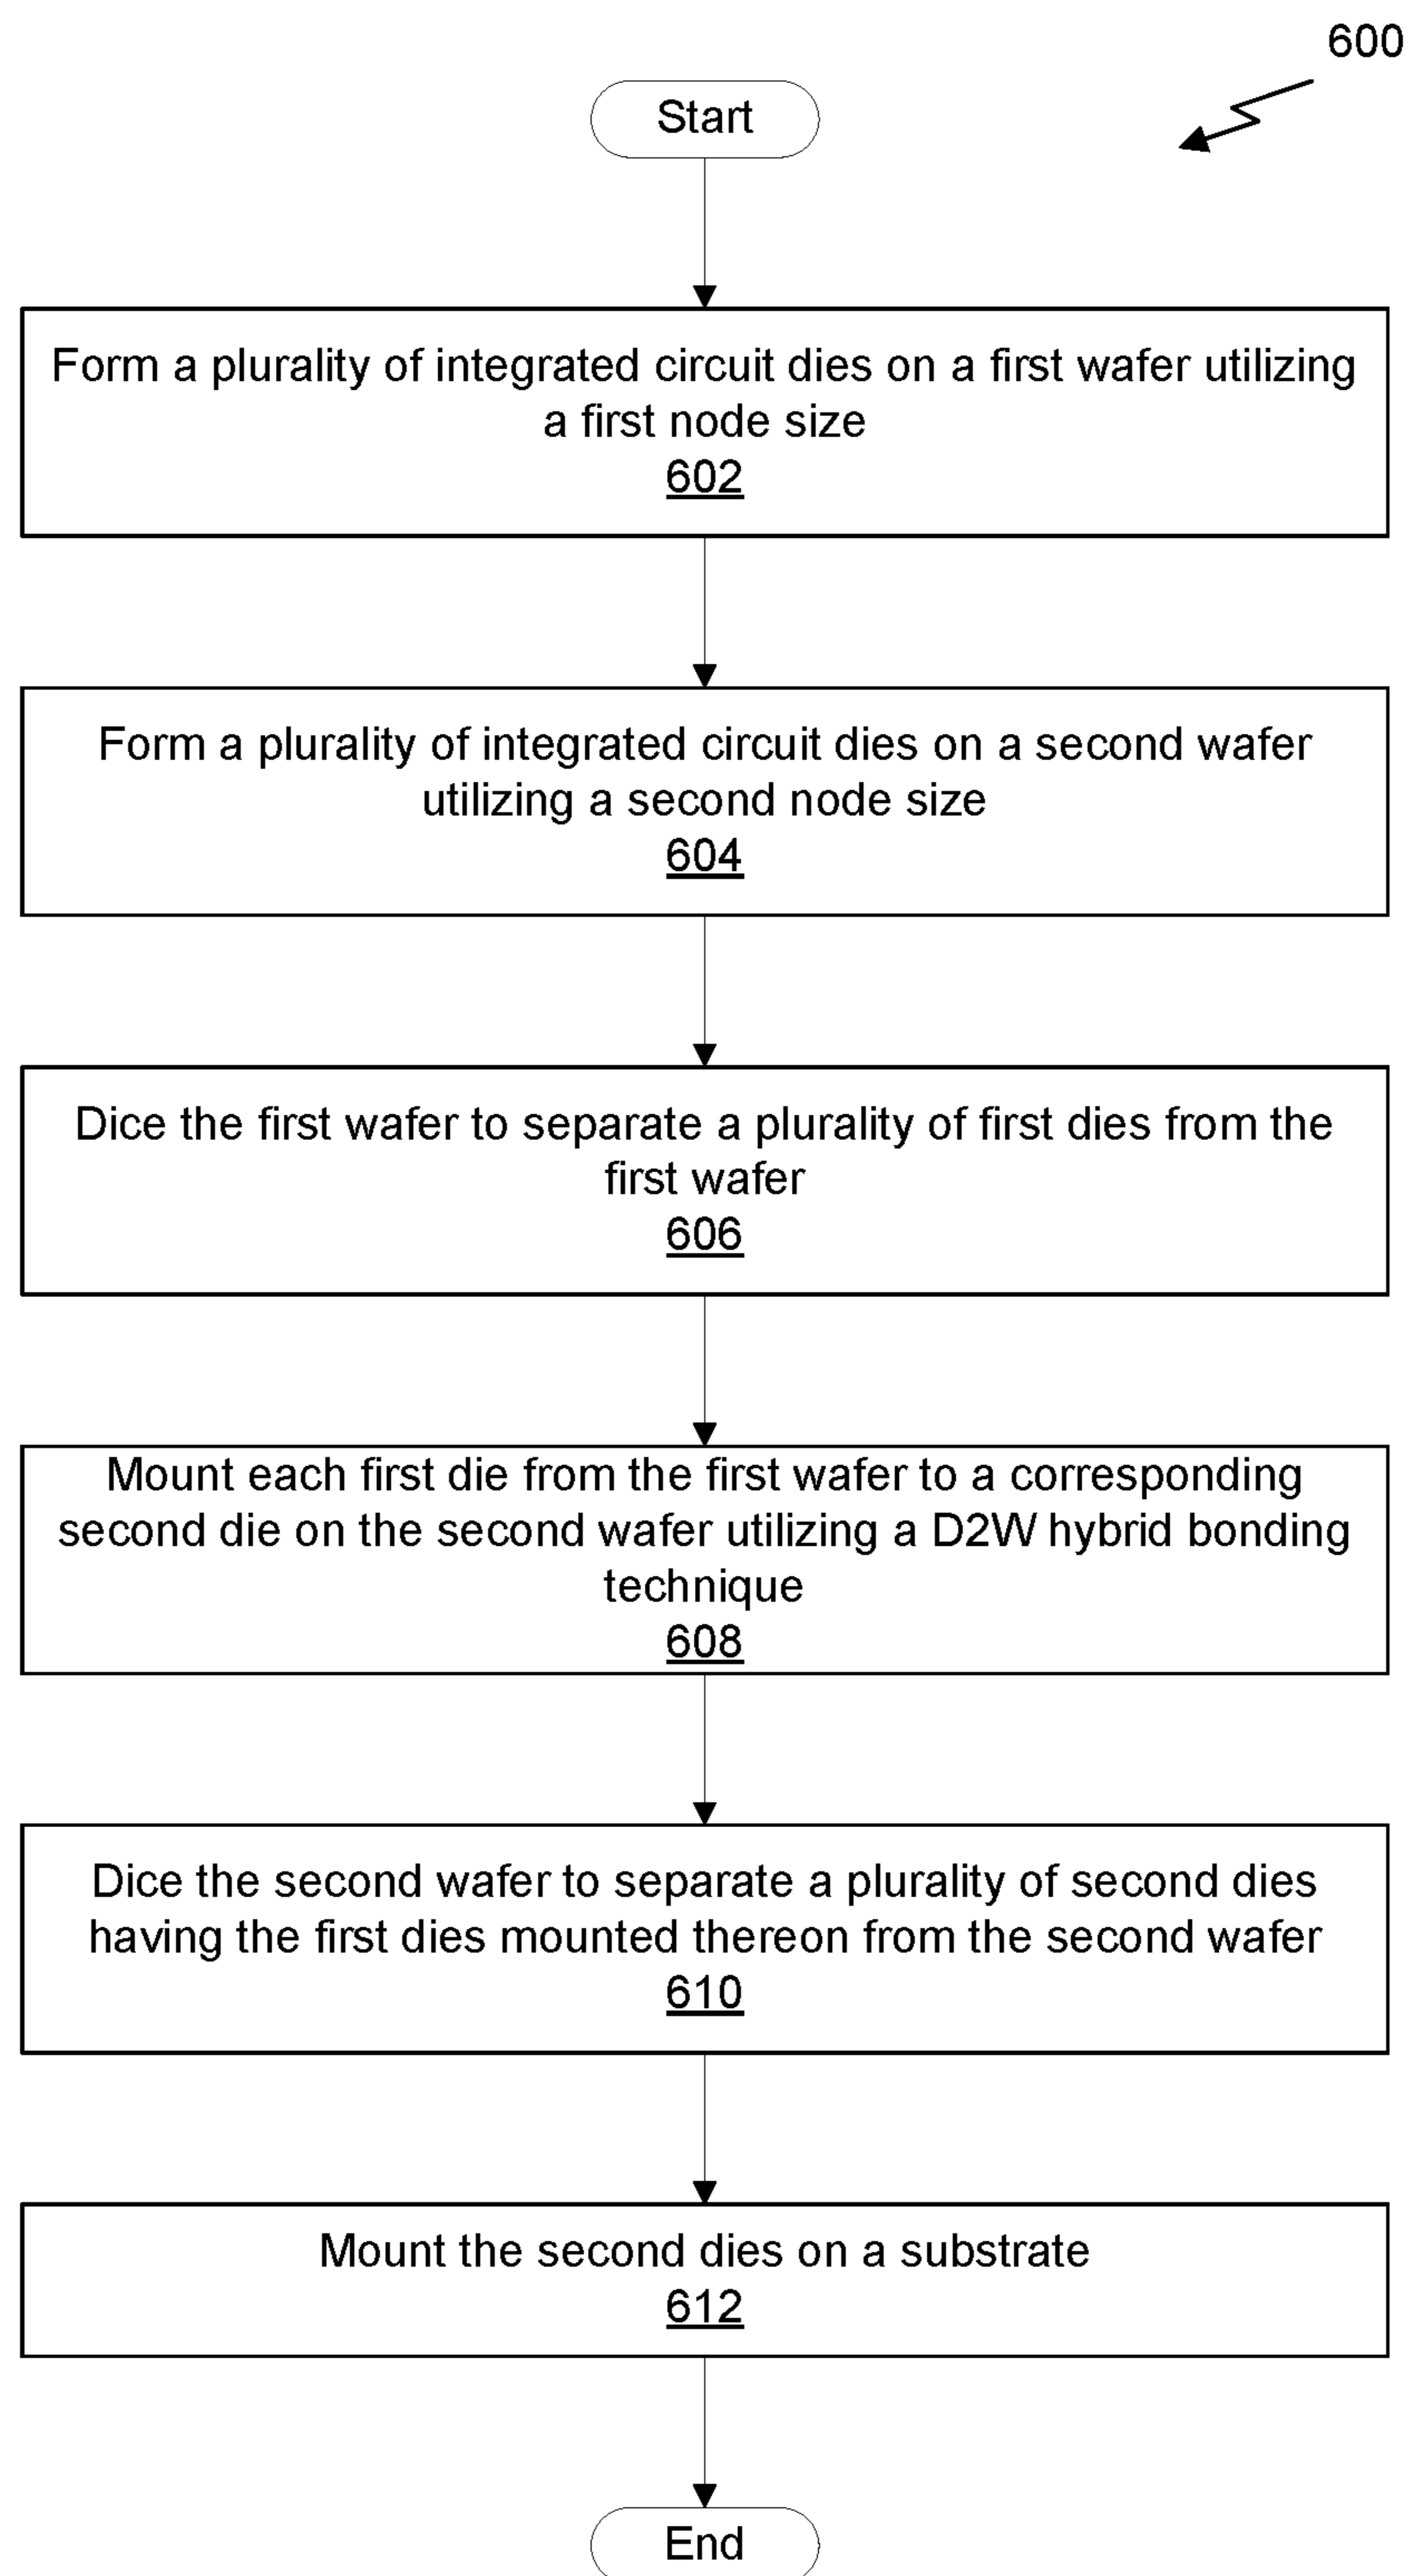 600
Start
Form a plurality of integrated circuit dies on a first wafer utilizing
a first node size
602
Form a plurality of integrated circuit dies on a second wafer
utilizing a second node size
604
Dice the first wafer to separate a plurality of first dies from the
first wafer
606
Mount each first die from the first wafer to a corresponding
second die on the second wafer utilizing a D2W hybrid bonding
technique
608
Dice the second wafer to separate a plurality of second dies
having the first dies mounted thereon from the second wafer
610
Mount the second dies on a substrate
612
End